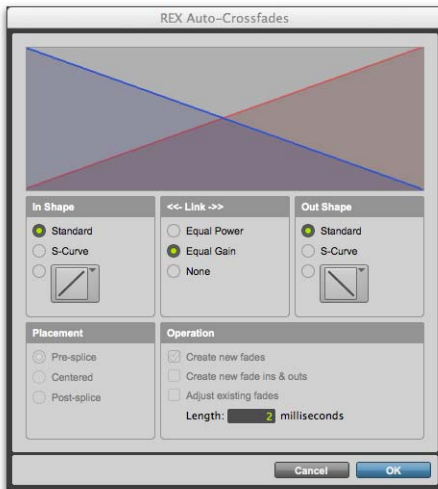 REX Auto-Crossfades
In Shape
Standard
S-Curve
<<- Link ->>
Equal Power
Equal Gain
None
Out Shape
Standard
S-Curve
Placement
Pre-splice
Centered
Post-splice
Operation
Create new fades
Create new fade ins & outs
Adjust existing fades
Length: 2 milliseconds
Cancel
OK